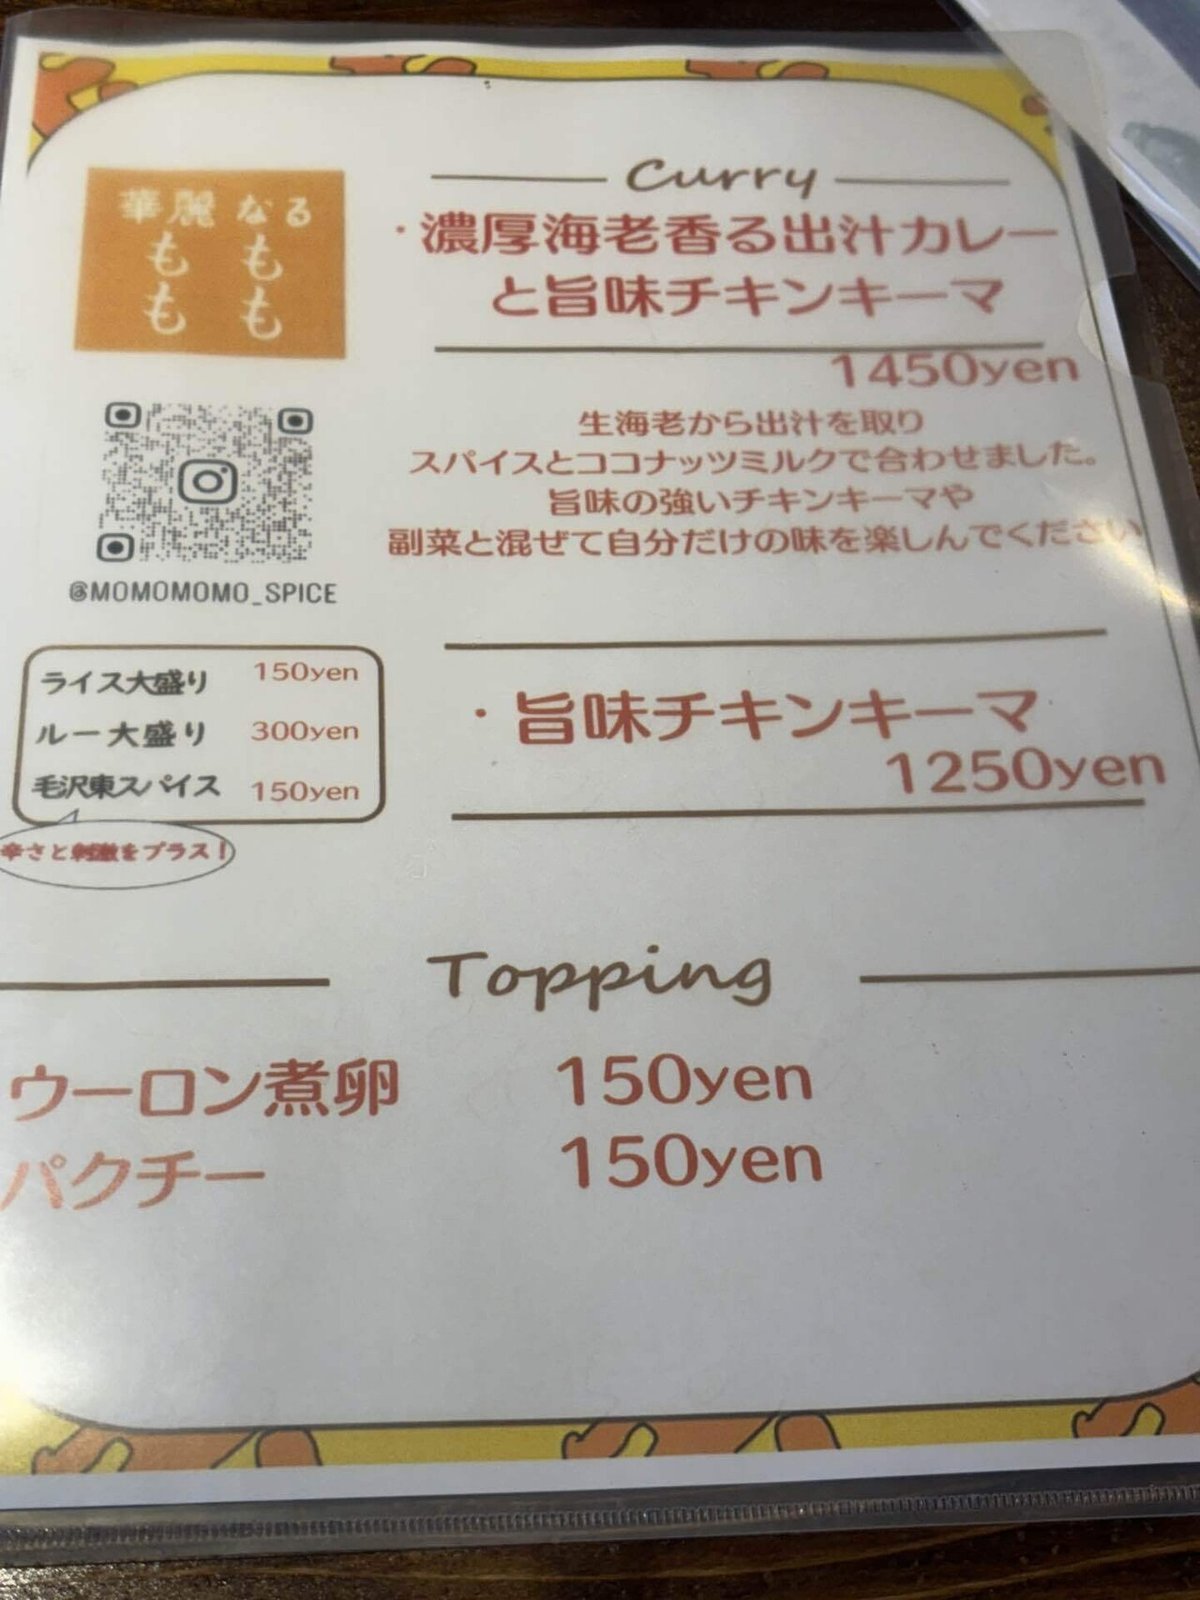 華麗なる
もも
もも
@MOMOMOMO_SPICE
Curry
・濃厚海老香る出汁カレー
と旨味チキンキーマ
1450yen
生海老から出汁を取り
スパイスとココナッツミルクで合わせました。
旨味の強いチキンキーマや
副菜と混ぜて自分だけの味を楽しんでください
ライス大盛り 150yen
ルー大盛り 300yen
毛沢東スパイス 150yen
辛さと刺激をプラス!
・旨味チキンキーマ
1250yen
Topping
ウーロン煮卵 150yen
パクチー 150yen